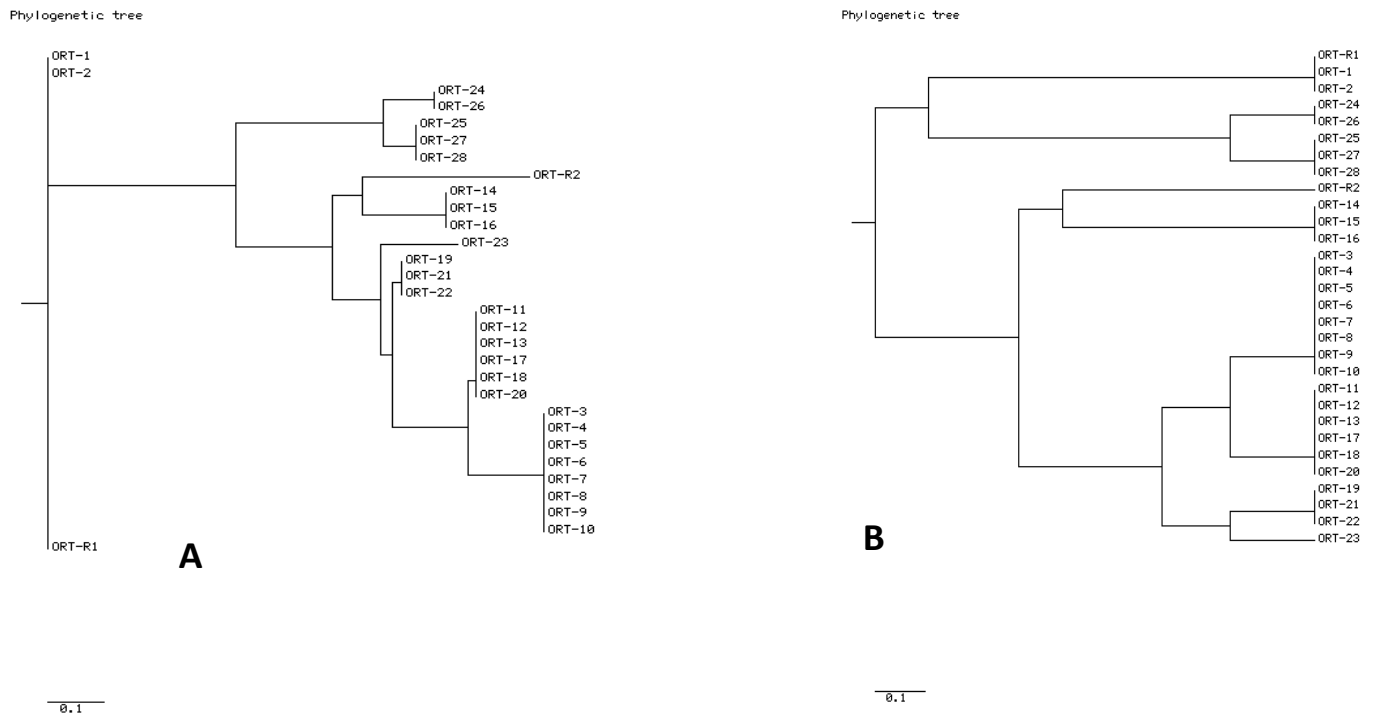 Phylogenetic tree
ORT-1
ORT-2
ORT-24
ORT-26
ORT-25
ORT-27
ORT-28
ORT-R2
ORT-14
ORT-15
ORT-16
ORT-23
ORT-19
ORT-21
ORT-22
ORT-11
ORT-12
ORT-13
ORT-17
ORT-18
ORT-20
ORT-3
ORT-4
ORT-5
ORT-6
ORT-7
ORT-8
ORT-9
ORT-10
ORT-R1
A
0.1
Phylogenetic tree
ORT-R1
ORT-1
ORT-2
ORT-24
ORT-26
ORT-25
ORT-27
ORT-28
ORT-R2
ORT-14
ORT-15
ORT-16
ORT-3
ORT-4
ORT-5
ORT-6
ORT-7
ORT-8
ORT-9
ORT-10
ORT-11
ORT-12
ORT-13
ORT-17
ORT-18
ORT-20
ORT-19
ORT-21
ORT-22
ORT-23
B
0.1